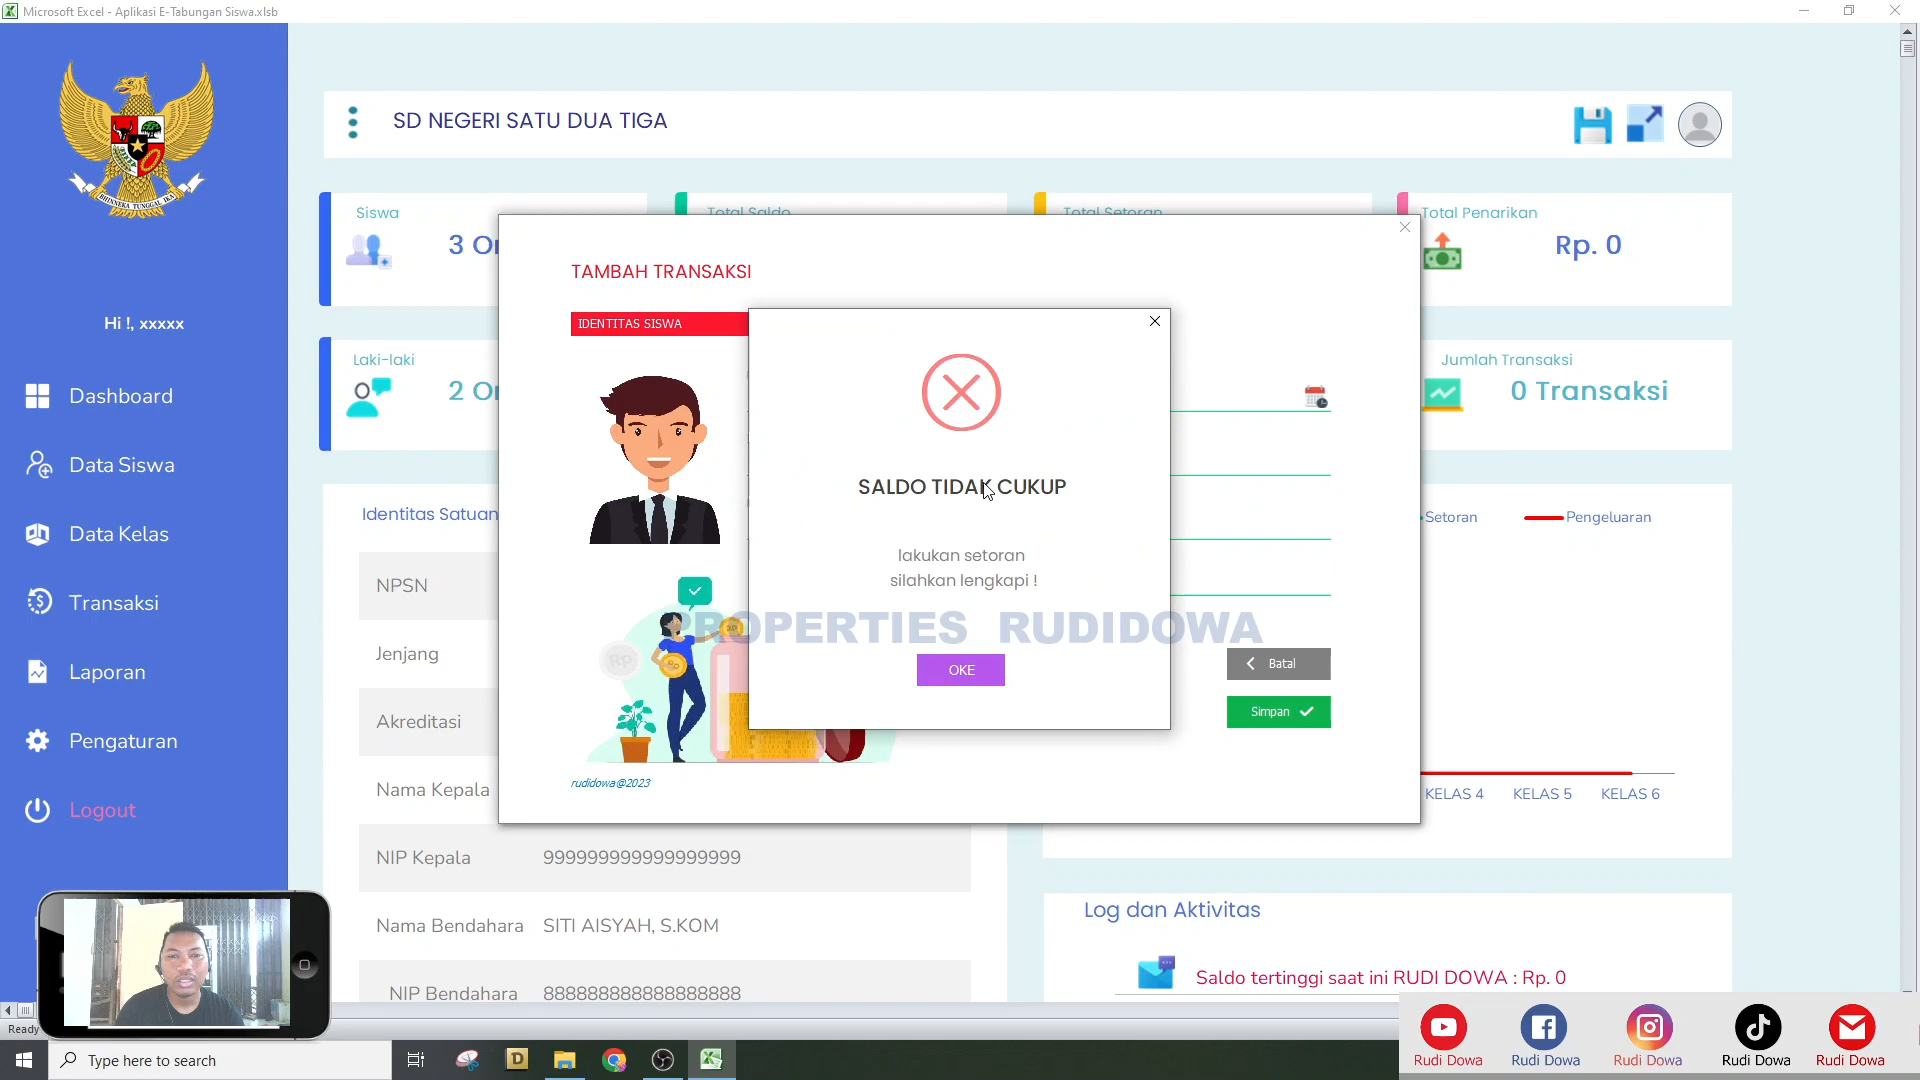 Microsoft Excel - Aplikasi E-Tabungan Siswa.xlsb
BHINNEKA TUNGGAL IKA
Hi !, xxxxx
Dashboard
Data Siswa
Data Kelas
Transaksi
Laporan
Pengaturan
Logout
SD NEGERI SATU DUA TIGA
Siswa
3 Or
Total Saldo
Total Setoran
Total Penarikan
Rp. 0
Laki-laki
2 Or
Jumlah Transaksi
0 Transaksi
TAMBAH TRANSAKSI
IDENTITAS SISWA
SALDO TIDAK CUKUP
lakukan setoran
silahkan lengkapi !
OKE
Batal
Simpan
Rp
rudidowa@2023
PROPERTIES RUDIDOWA
Identitas Satuan
NPSN
Jenjang
Akreditasi
Nama Kepala
NIP Kepala 999999999999999999
Nama Bendahara SITI AISYAH, S.KOM
NIP Bendahara 888888888888888888
Setoran Pengeluaran
KELAS 4 KELAS 5 KELAS 6
Log dan Aktivitas
Saldo tertinggi saat ini RUDI DOWA : Rp. 0
Ready
Type here to search
Rudi Dowa Rudi Dowa Rudi Dowa Rudi Dowa Rudi Dowa